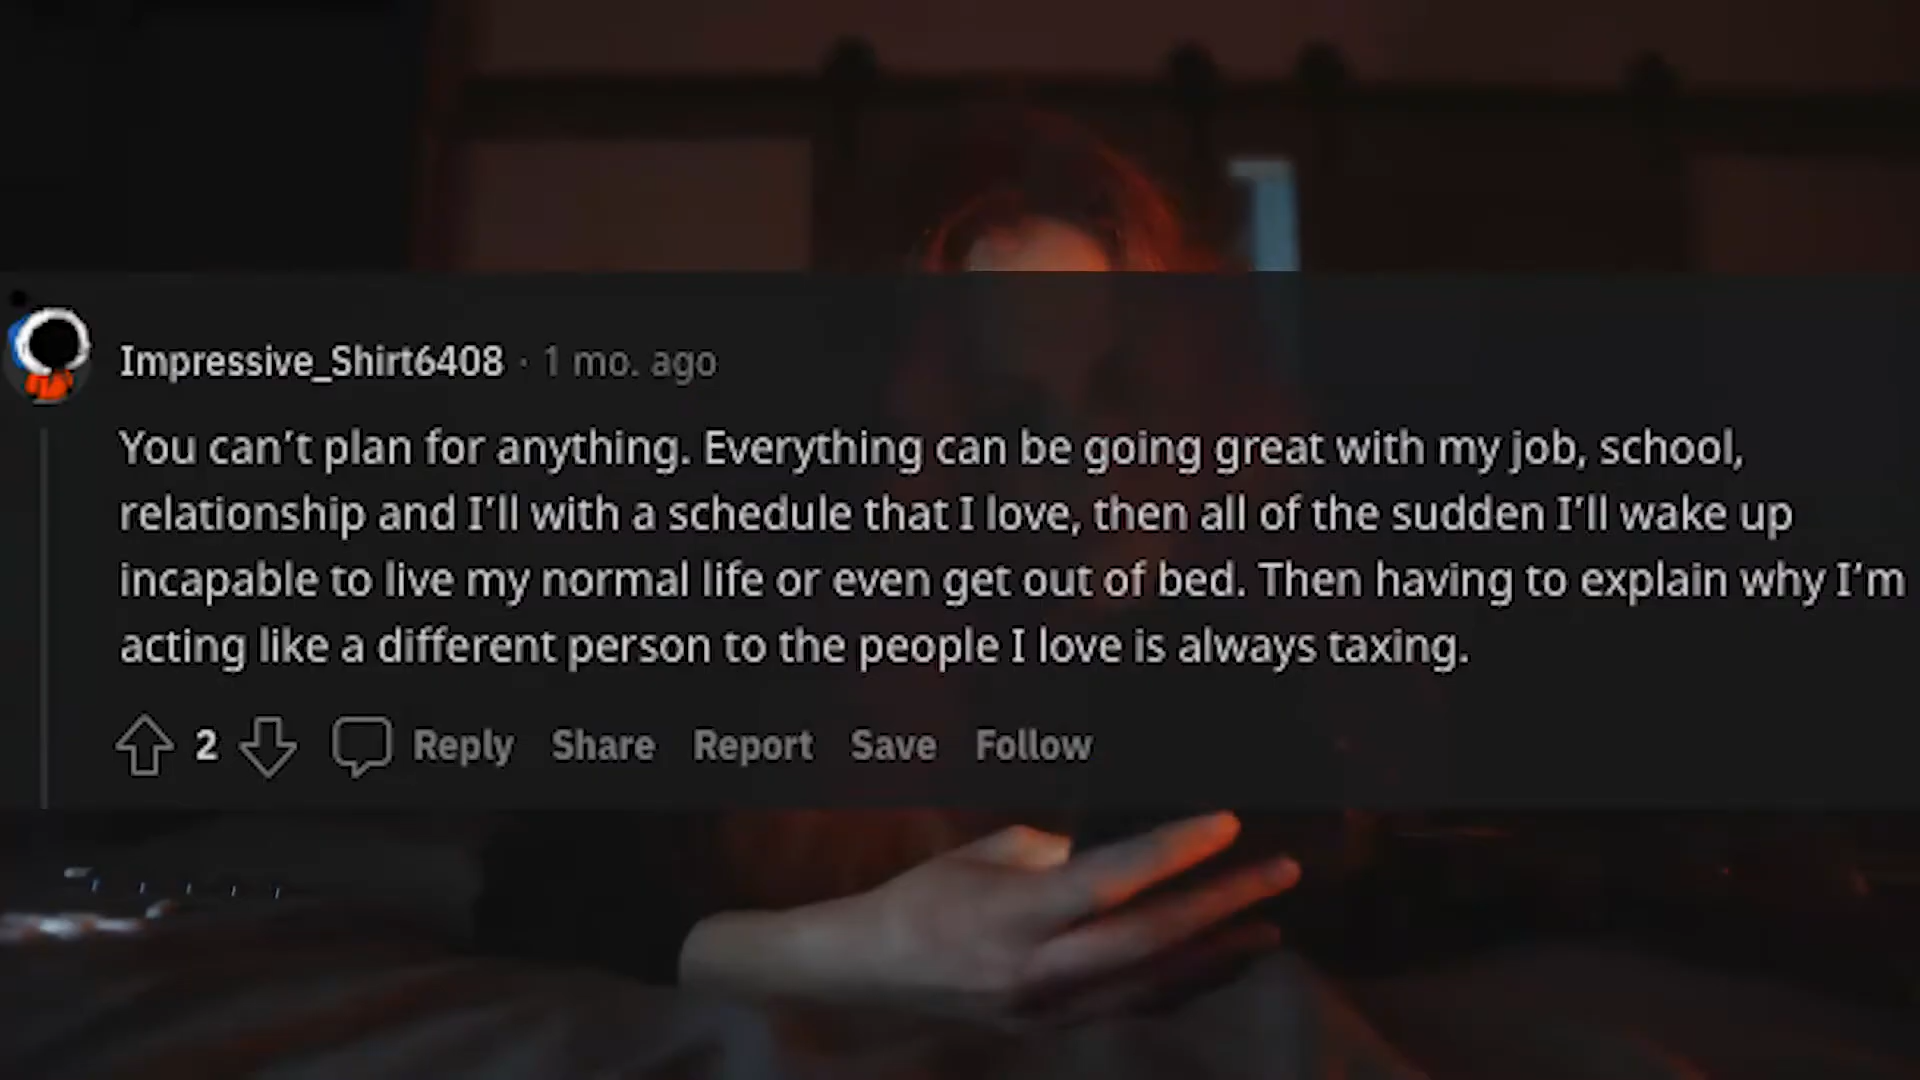 Impressive_Shirt6408 · 1 mo. ago
You can’t plan for anything. Everything can be going great with my job, school,
relationship and I’ll with a schedule that I love, then all of the sudden I’ll wake up
incapable to live my normal life or even get out of bed. Then having to explain why I’m
acting like a different person to the people I love is always taxing.
2 Reply Share Report Save Follow